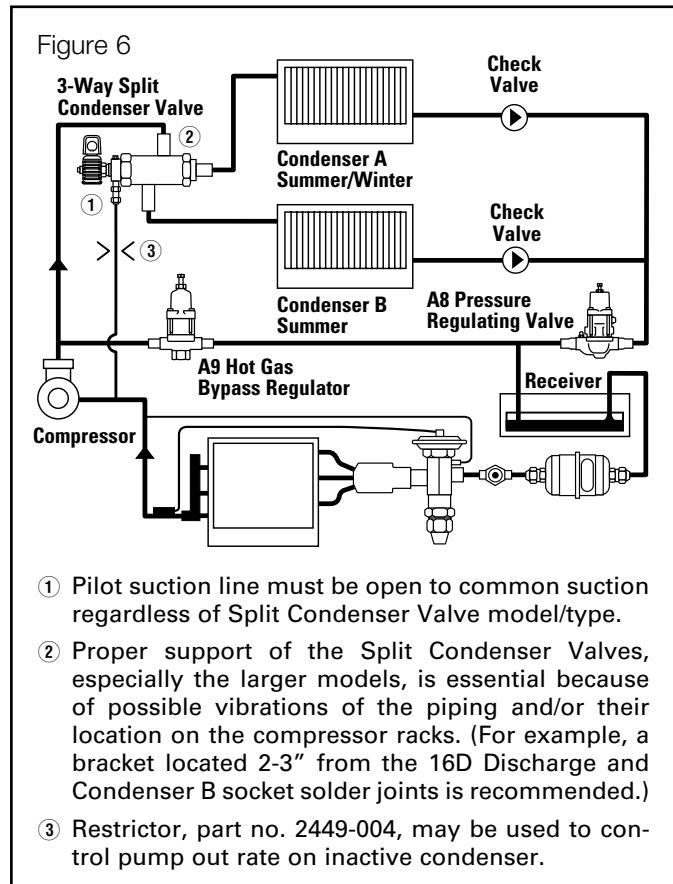 Figure 6
3-Way Split
Condenser Valve
②
①
③
Condenser A
Summer/Winter
Check
Valve
Condenser B
Summer
Check
Valve
A8 Pressure
Regulating Valve
A9 Hot Gas
Bypass Regulator
Receiver
Compressor
① Pilot suction line must be open to common suction
regardless of Split Condenser Valve model/type.
② Proper support of the Split Condenser Valves,
especially the larger models, is essential because
of possible vibrations of the piping and/or their
location on the compressor racks. (For example, a
bracket located 2-3” from the 16D Discharge and
Condenser B socket solder joints is recommended.)
③ Restrictor, part no. 2449-004, may be used to con-
trol pump out rate on inactive condenser.